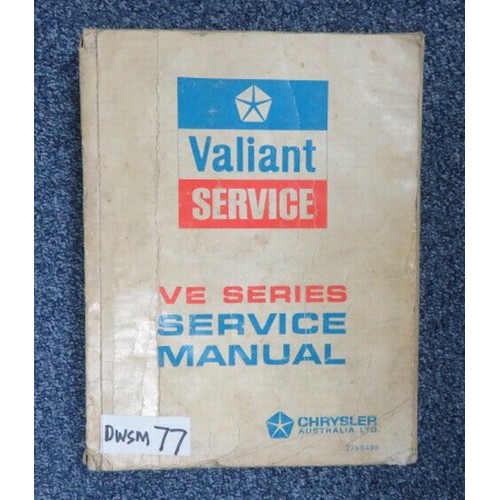 Valiant
SERVICE
VE SERIES
SERVICE
MANUAL
CHRYSLER
AUSTRALIA LTD.
DWSM 77